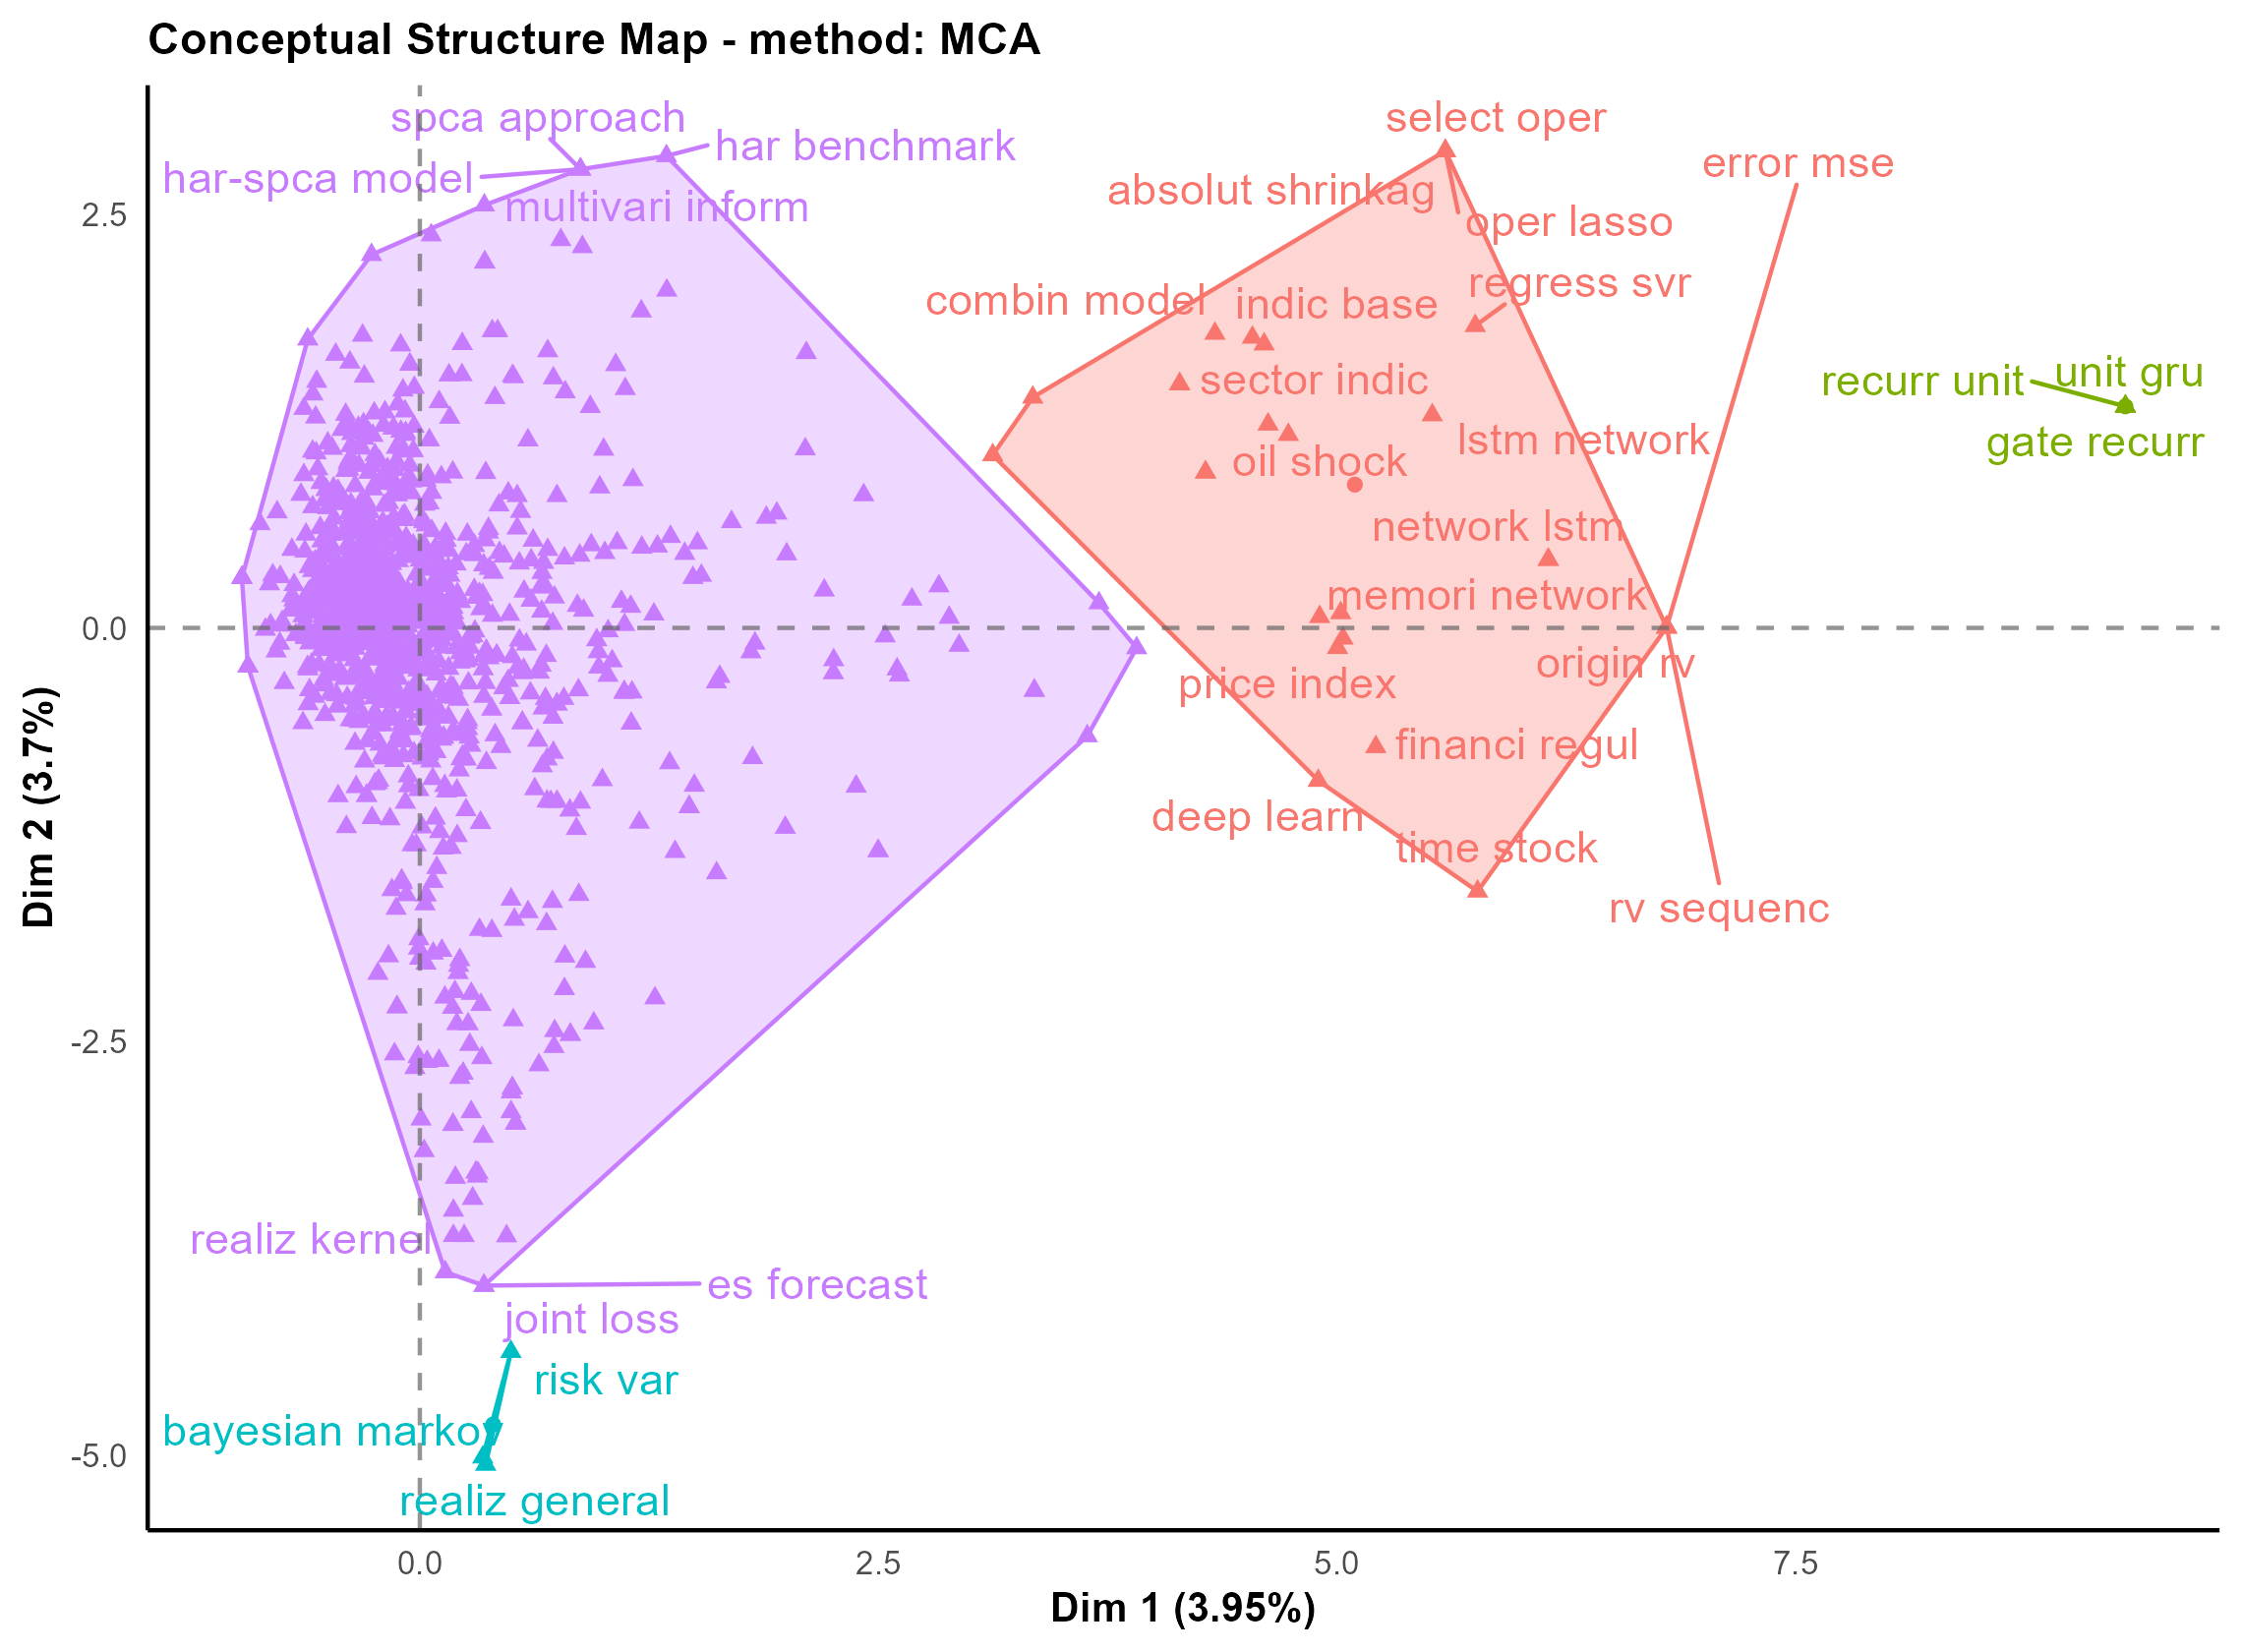 Conceptual Structure Map - method: MCA
spca approach
select oper
har benchmark
error mse
har-spca model
absolut shrinkag
multivari inform
oper lasso
2.5
regress svr
combin model
indic base
unit gru
recurr unit
sector indic
lstm network
gate recurr
oil shock
network lstm
memori network
0.0
origin rv
price index
financi regul
deep learn
time stock
rv sequenc
Dim 2 (3.7%)
-2.5
realiz kernel
es forecast
joint loss
risk var
bayesian markov
-5.0
realiz general
0.0
2.5
5.0
7.5
Dim 1 (3.95%)